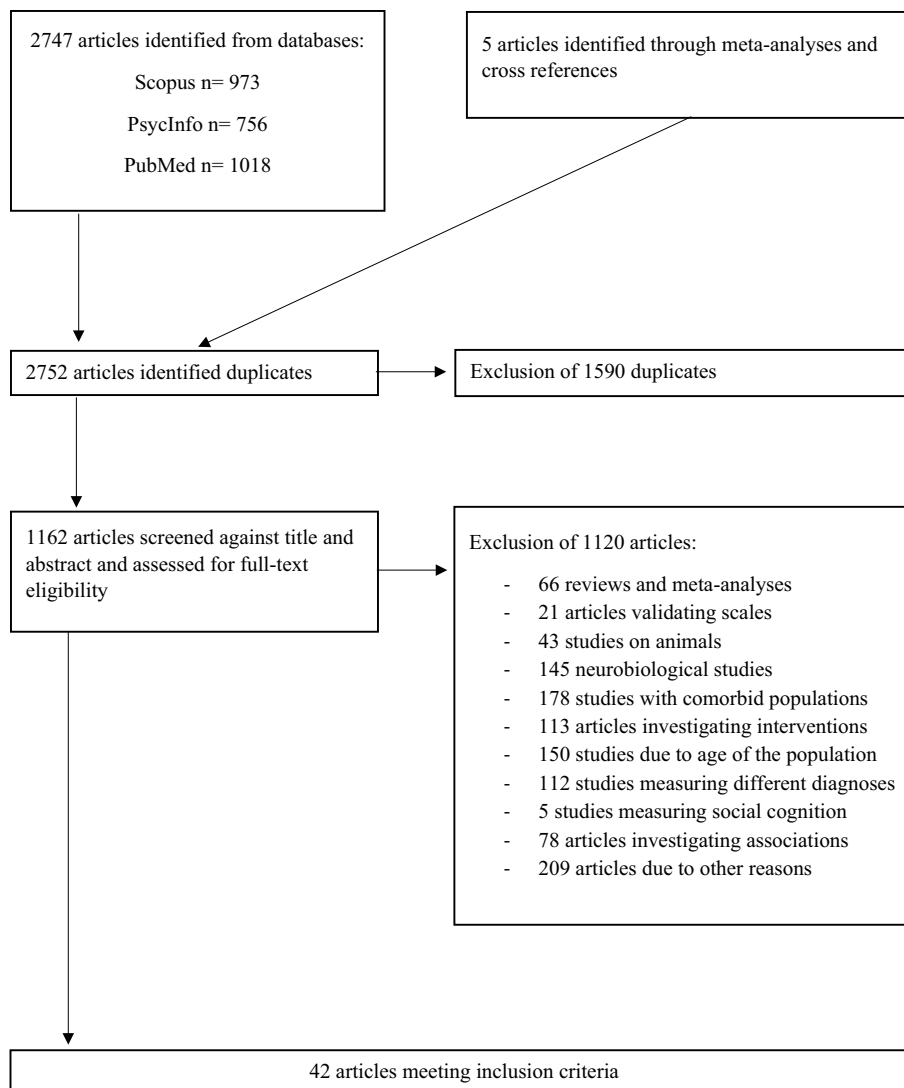 2747 articles identified from databases:
Scopus n= 973
PsycInfo n= 756
PubMed n= 1018
5 articles identified through meta-analyses and
cross references
2752 articles identified duplicates
Exclusion of 1590 duplicates
1162 articles screened against title and
abstract and assessed for full-text
eligibility
Exclusion of 1120 articles:
- 66 reviews and meta-analyses
- 21 articles validating scales
- 43 studies on animals
- 145 neurobiological studies
- 178 studies with comorbid populations
- 113 articles investigating interventions
- 150 studies due to age of the population
- 112 studies measuring different diagnoses
- 5 studies measuring social cognition
- 78 articles investigating associations
- 209 articles due to other reasons
42 articles meeting inclusion criteria